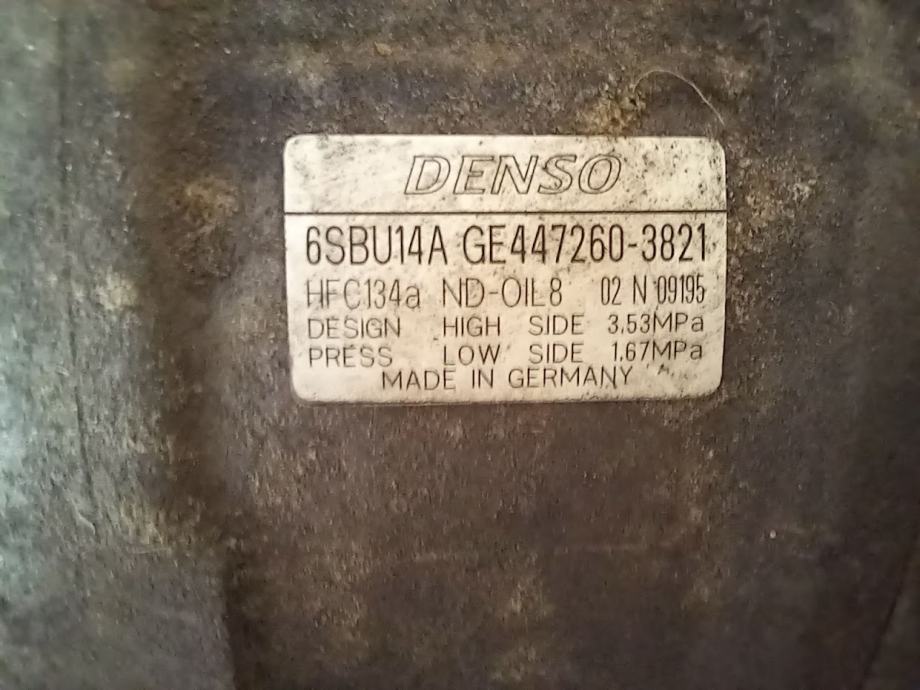 DENSO
6SBU14A GE447260-3821
HFC134a ND-OIL8 02 N 09195
DESIGN HIGH SIDE 3.53MPa
PRESS LOW SIDE 1.67MPa
MADE IN GERMANY